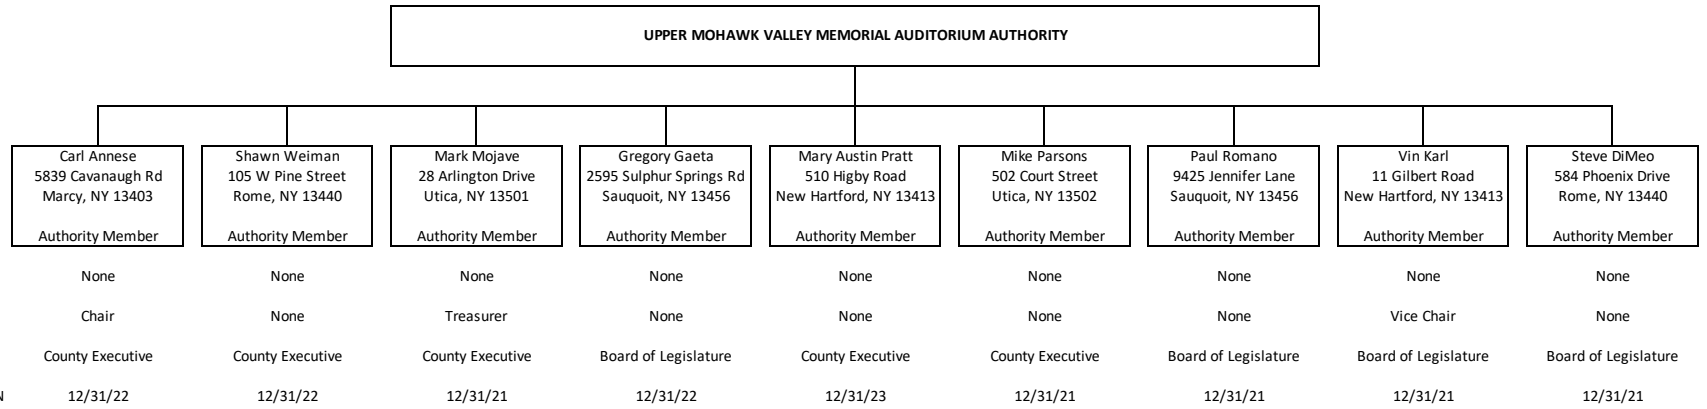 UPPER MOHAWK VALLEY MEMORIAL AUDITORIUM AUTHORITY
Carl Annese
5839 Cavanaugh Rd
Marcy, NY 13403
Authority Member
Shawn Weiman
105 W Pine Street
Rome, NY 13440
Authority Member
Mark Mojave
28 Arlington Drive
Utica, NY 13501
Authority Member
Gregory Gaeta
2595 Sulphur Springs Rd
Sauquoit, NY 13456
Authority Member
Mary Austin Pratt
510 Higby Road
New Hartford, NY 13413
Authority Member
Mike Parsons
502 Court Street
Utica, NY 13502
Authority Member
Paul Romano
9425 Jennifer Lane
Sauquoit, NY 13456
Authority Member
Vin Karl
11 Gilbert Road
New Hartford, NY 13413
Authority Member
Steve DiMeo
584 Phoenix Drive
Rome, NY 13440
Authority Member
None None None None None None None None None
Chair None Treasurer None None None None Vice Chair None
County Executive County Executive County Executive Board of Legislature County Executive County Executive Board of Legislature Board of Legislature Board of Legislature
12/31/22 12/31/22 12/31/21 12/31/22 12/31/23 12/31/21 12/31/21 12/31/21 12/31/21